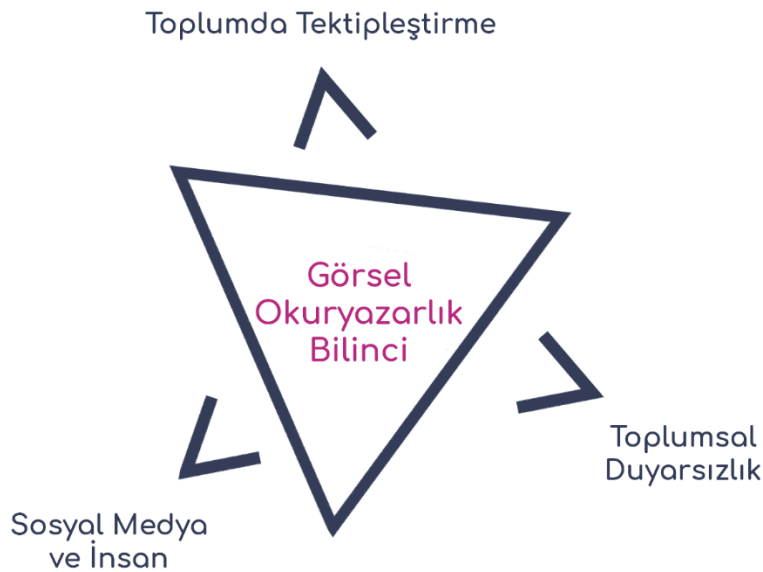 Toplumda Tektipleştirme
Görsel
Okuryazarlık
Bilinci
Toplumsal
Duyarsızlık
Sosyal Medya
ve İnsan